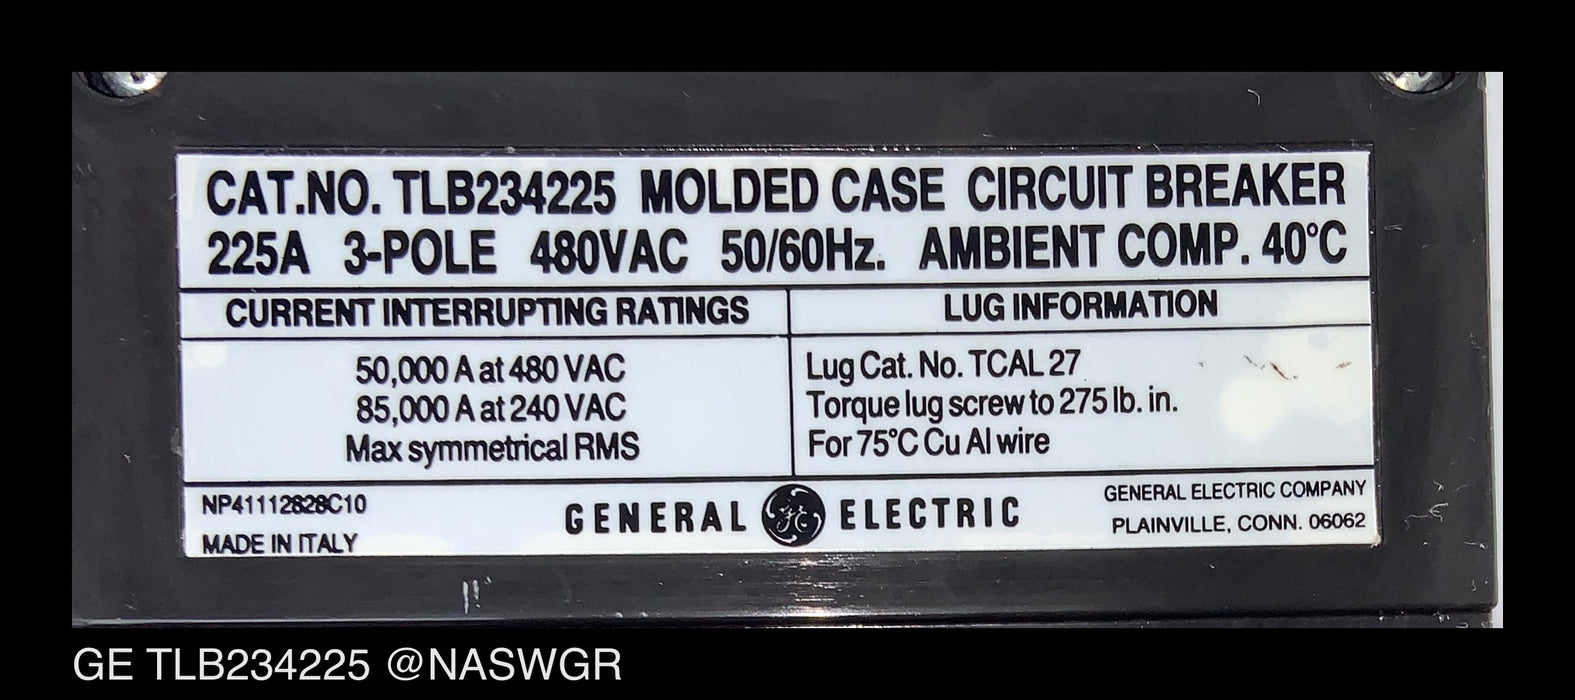 CAT.NO. TLB234225 MOLDED CASE CIRCUIT BREAKER
225A 3-POLE 480VAC 50/60Hz. AMBIENT COMP. 40°C
CURRENT INTERRUPTING RATINGS
50,000 A at 480 VAC
85,000 A at 240 VAC
Max symmetrical RMS
LUG INFORMATION
Lug Cat. No. TCAL 27
Torque lug screw to 275 lb. in.
For 75°C Cu Al wire
NP41112828C10
MADE IN ITALY
GENERAL GE ELECTRIC
GENERAL ELECTRIC COMPANY
PLAINVILLE, CONN. 06062
GE TLB234225 @NASWGR